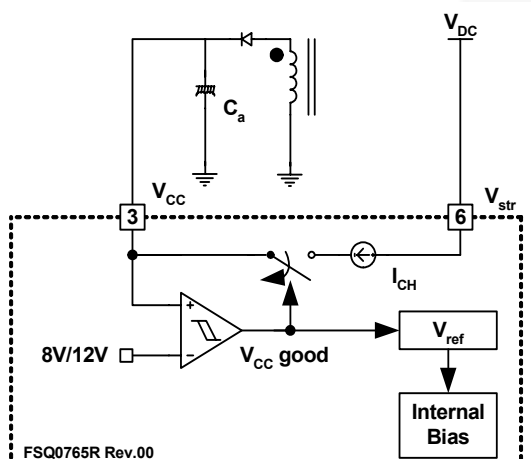 V_DC
C_a
V_CC
V_str
3
6
I_CH
+
8V/12V
-
V_CC good
V_ref
Internal
Bias
FSQ0765R Rev.00